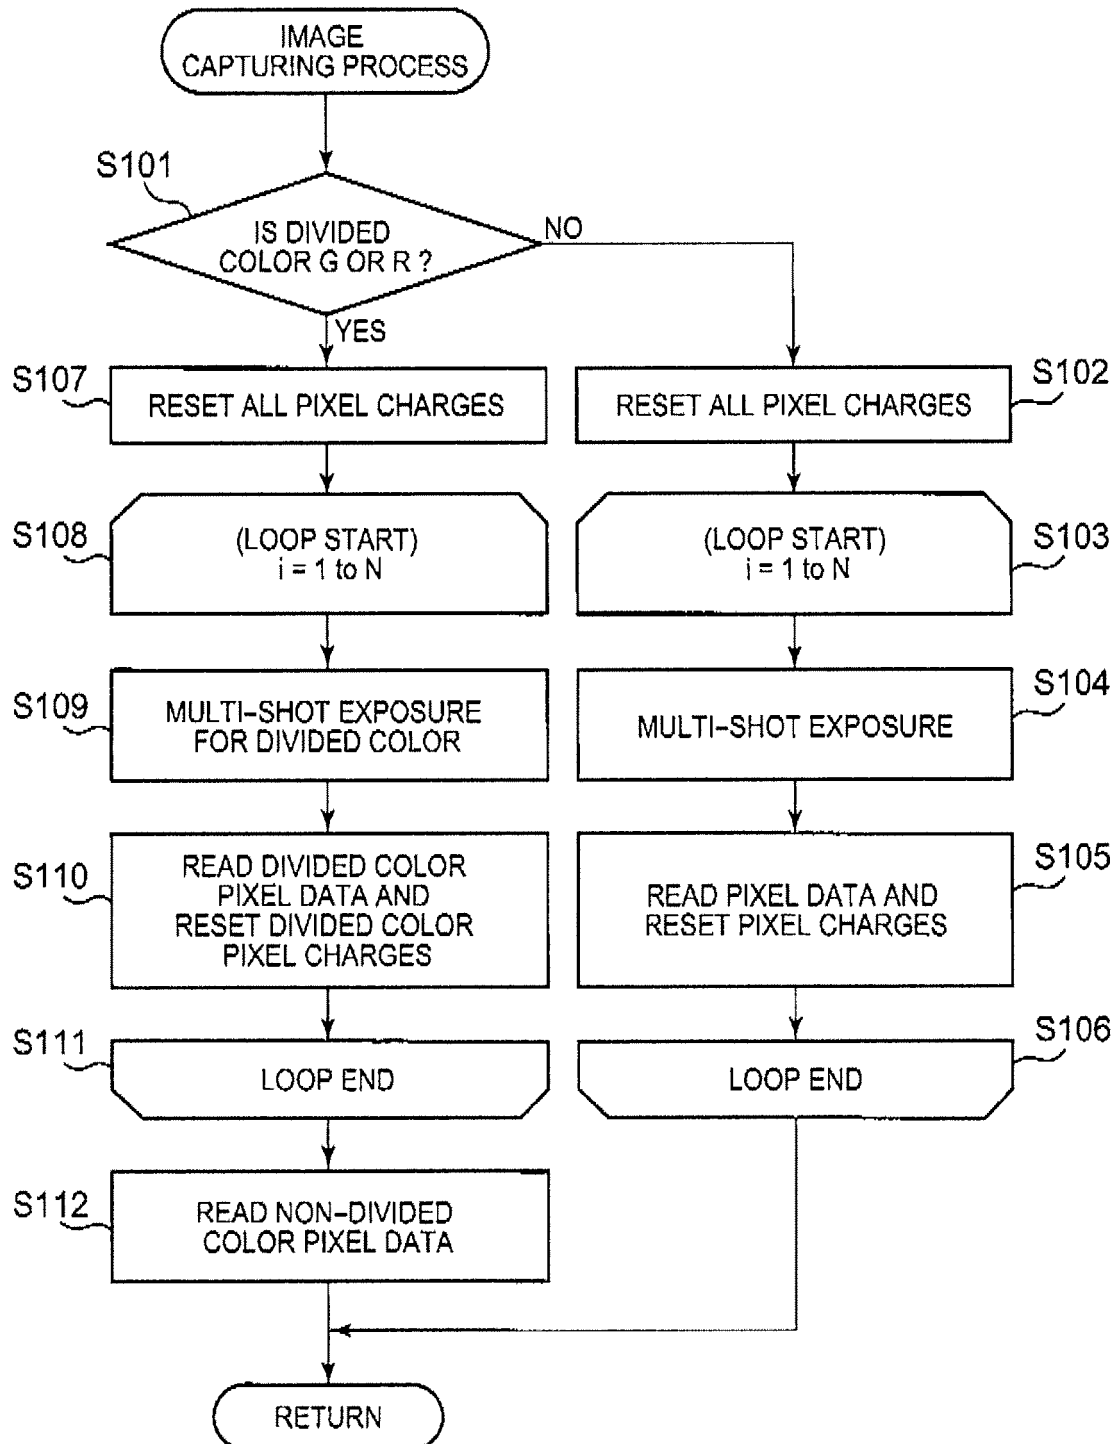 IMAGE
CAPTURING PROCESS
S101
IS DIVIDED
COLOR G OR R ?
NO
YES
S107
RESET ALL PIXEL CHARGES
S102
RESET ALL PIXEL CHARGES
S108
(LOOP START)
i = 1 to N
S103
(LOOP START)
i = 1 to N
S109
MULTI-SHOT EXPOSURE
FOR DIVIDED COLOR
S104
MULTI-SHOT EXPOSURE
S110
READ DIVIDED COLOR
PIXEL DATA AND
RESET DIVIDED COLOR
PIXEL CHARGES
S105
READ PIXEL DATA AND
RESET PIXEL CHARGES
S111
LOOP END
S106
LOOP END
S112
READ NON-DIVIDED
COLOR PIXEL DATA
RETURN